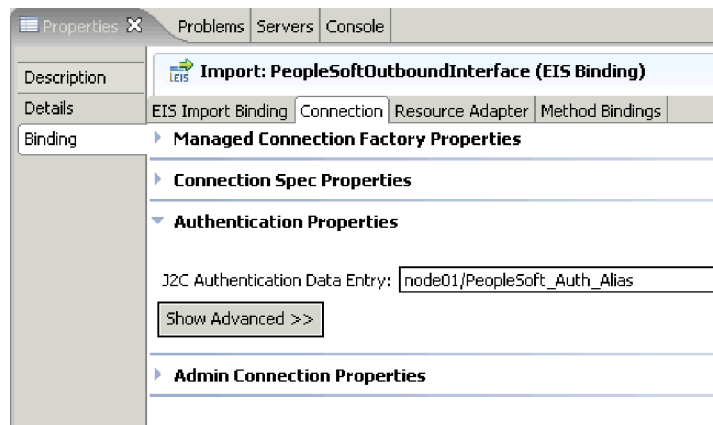 Properties Problems Servers Console
Description
Details
Binding
EIS Import: PeopleSoftOutboundInterface (EIS Binding)
EIS Import Binding Connection Resource Adapter Method Bindings
Managed Connection Factory Properties
Connection Spec Properties
Authentication Properties
J2C Authentication Data Entry: node01/PeopleSoft_Auth_Alias
Show Advanced >>
Admin Connection Properties